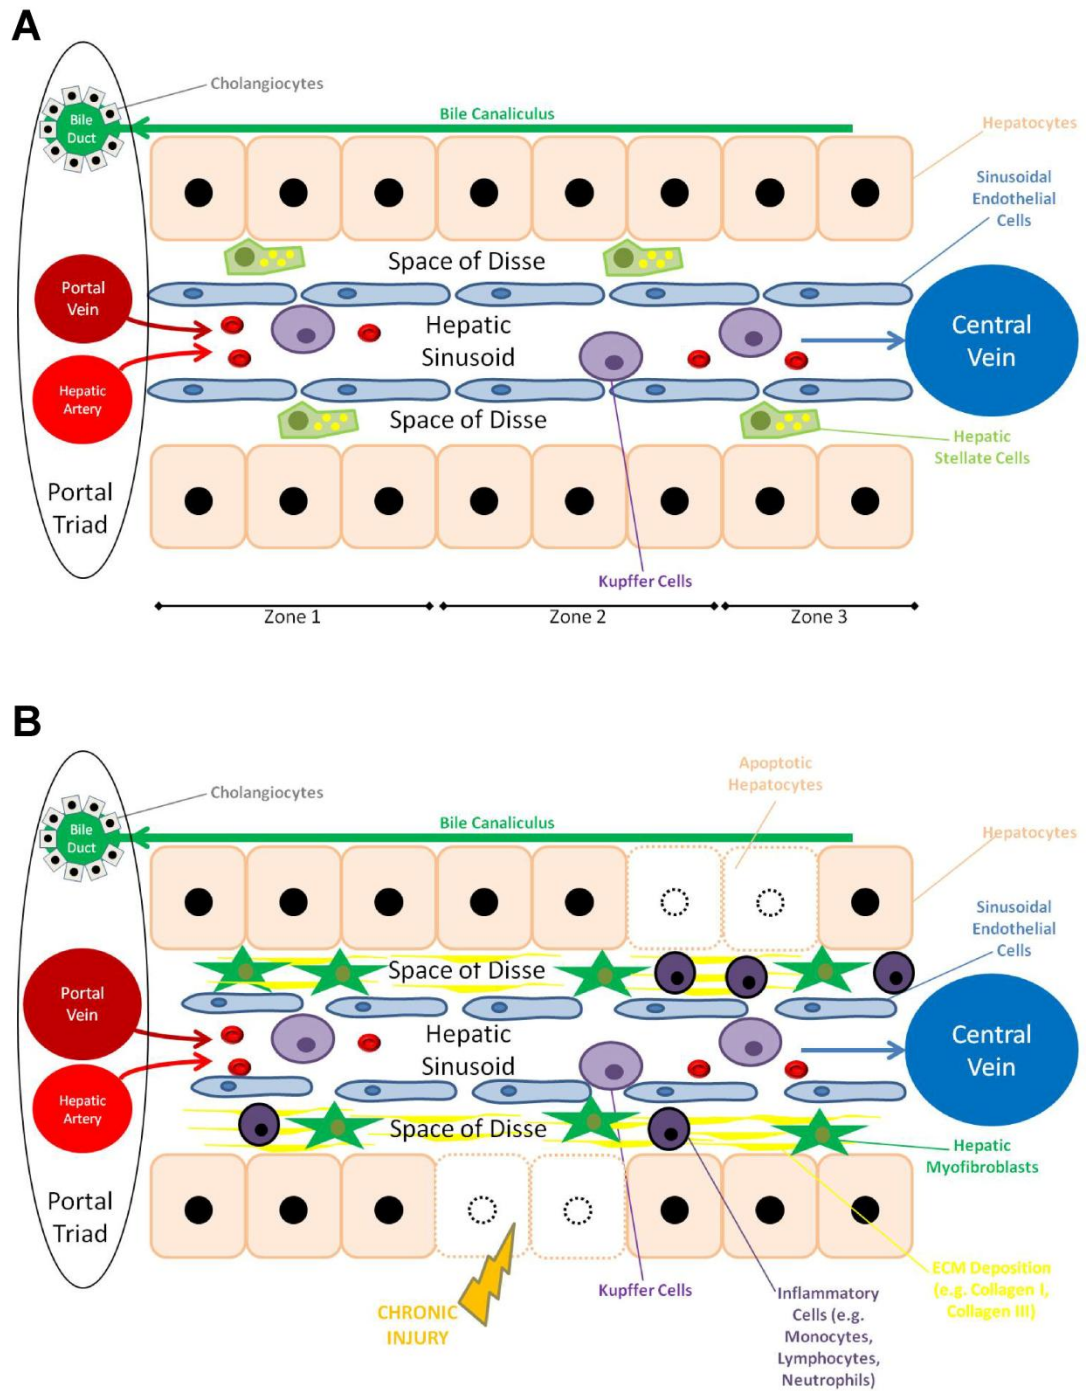 A
Cholangiocytes
Bile
Duct
Bile Canaliculus
Hepatocytes
Sinusoidal
Endothelial
Cells
Space of Disse
Portal
Vein
Hepatic
Sinusoid
Central
Vein
Hepatic
Artery
Space of Disse
Hepatic
Stellate Cells
Portal
Triad
Kupffer Cells
Zone 1
Zone 2
Zone 3
B
Apoptotic
Hepatocytes
Cholangiocytes
Bile
Duct
Bile Canaliculus
Hepatocytes
Sinusoidal
Endothelial
Cells
Space of Disse
Portal
Vein
Hepatic
Sinusoid
Central
Vein
Hepatic
Artery
Space of Disse
Hepatic
Myofibroblasts
Portal
Triad
ECM Deposition
(e.g. Collagen I,
Collagen III)
Kupffer Cells
CHRONIC
INJURY
Inflammatory
Cells (e.g.
Monocytes,
Lymphocytes,
Neutrophils)